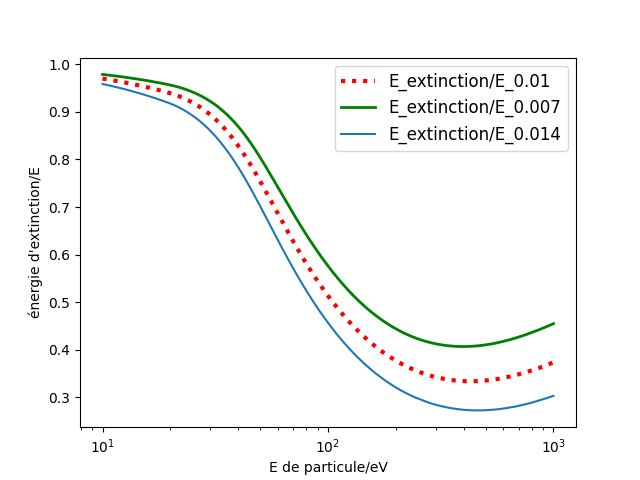 E_extinction/E_0.01
E_extinction/E_0.007
E_extinction/E_0.014
énergie d'extinction/E
1.0
0.9
0.8
0.7
0.6
0.5
0.4
0.3
10¹
10²
10³
E de particule/eV